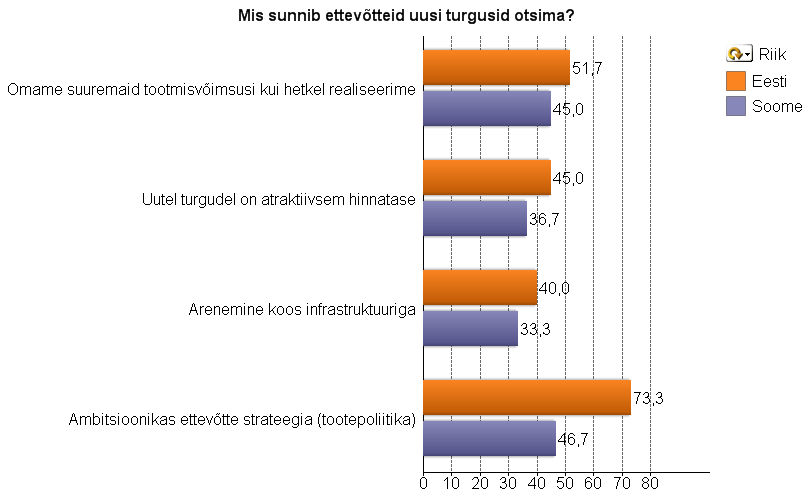 Mis sunnib ettevõtteid uusi turgusid otsima?
Riik
Eesti
Soome
Omame suuremaid tootmisvõimsusi kui hetkel realiseerime
51,7
45,0
Uutel turgudel on atraktiivsem hinnatase
45,0
36,7
Arenemine koos infrastruktuuriga
40,0
33,3
Ambitsioonikas ettevõtte strateegia (tootepoliitika)
73,3
46,7
0 10 20 30 40 50 60 70 80